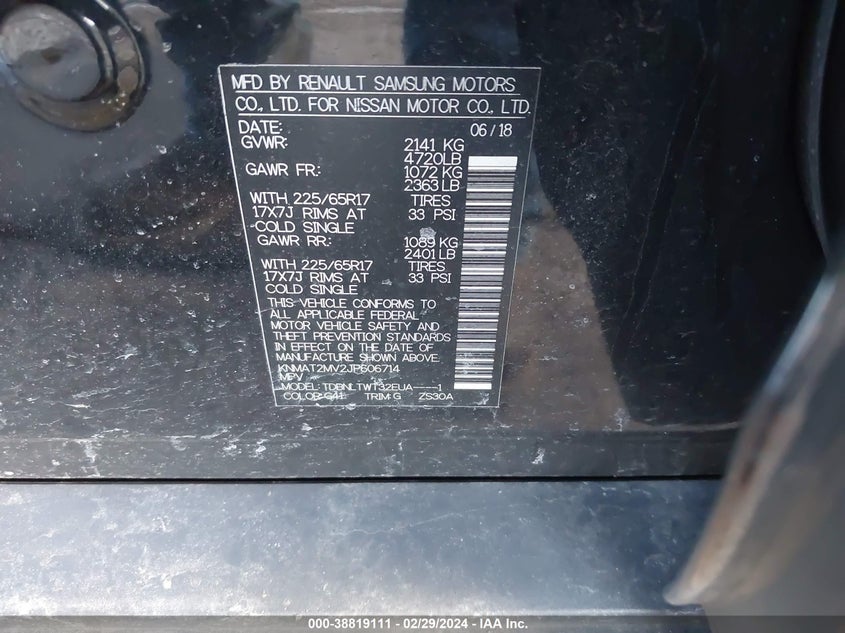 MFD BY RENAULT SAMSUNG MOTORS
CO., LTD. FOR NISSAN MOTOR CO., LTD.
DATE: 06/18
GVWR: 2141 KG
4720LB
GAWR FR: 1072 KG
2363 LB
WITH 225/65R17 TIRES
17X7J RIMS AT 33 PSI
COLD SINGLE
GAWR RR: 1089 KG
2401 LB
WITH 225/65R17 TIRES
17X7J RIMS AT 33 PSI
COLD SINGLE
THIS VEHICLE CONFORMS TO
ALL APPLICABLE FEDERAL
MOTOR VEHICLE SAFETY AND
THEFT PREVENTION STANDARDS
IN EFFECT ON THE DATE OF
MANUFACTURE SHOWN ABOVE.
KNMAT2MV2JP506714
MPV
MODEL: TDBNLTWT32EUA----1
COLOR: G41 TRIM: G ZS30A
000-38819111 - 02/29/2024 - IAA Inc.